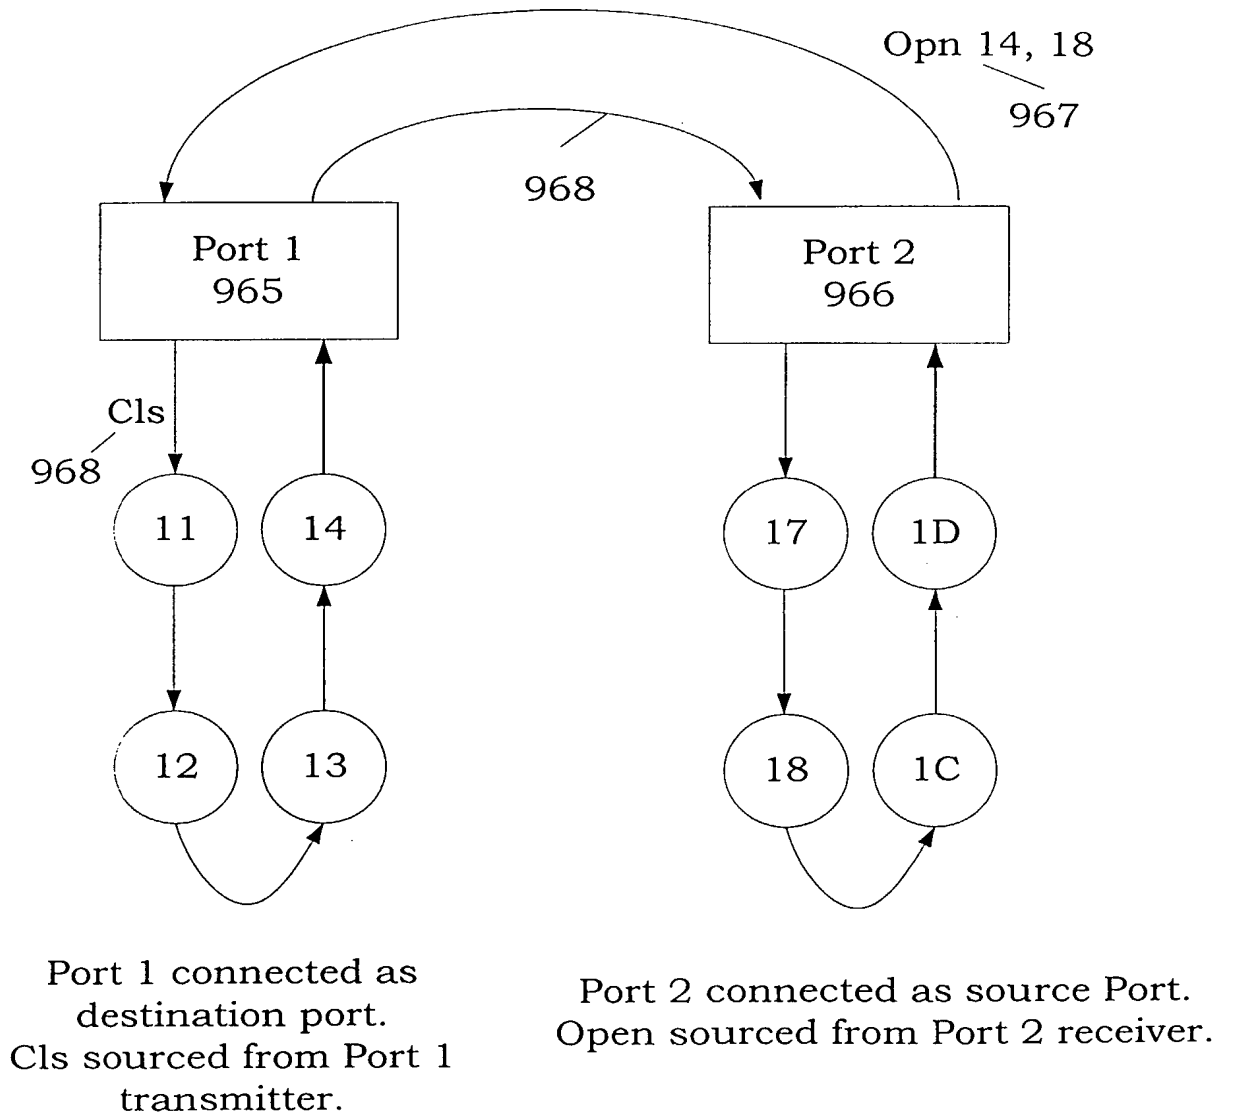 Opn 14, 18
967
968
Port 1
965
Port 2
966
Cls
968
11
14
17
1D
12
13
18
1C
Port 1 connected as
destination port.
Cls sourced from Port 1
transmitter.
Port 2 connected as source Port.
Open sourced from Port 2 receiver.